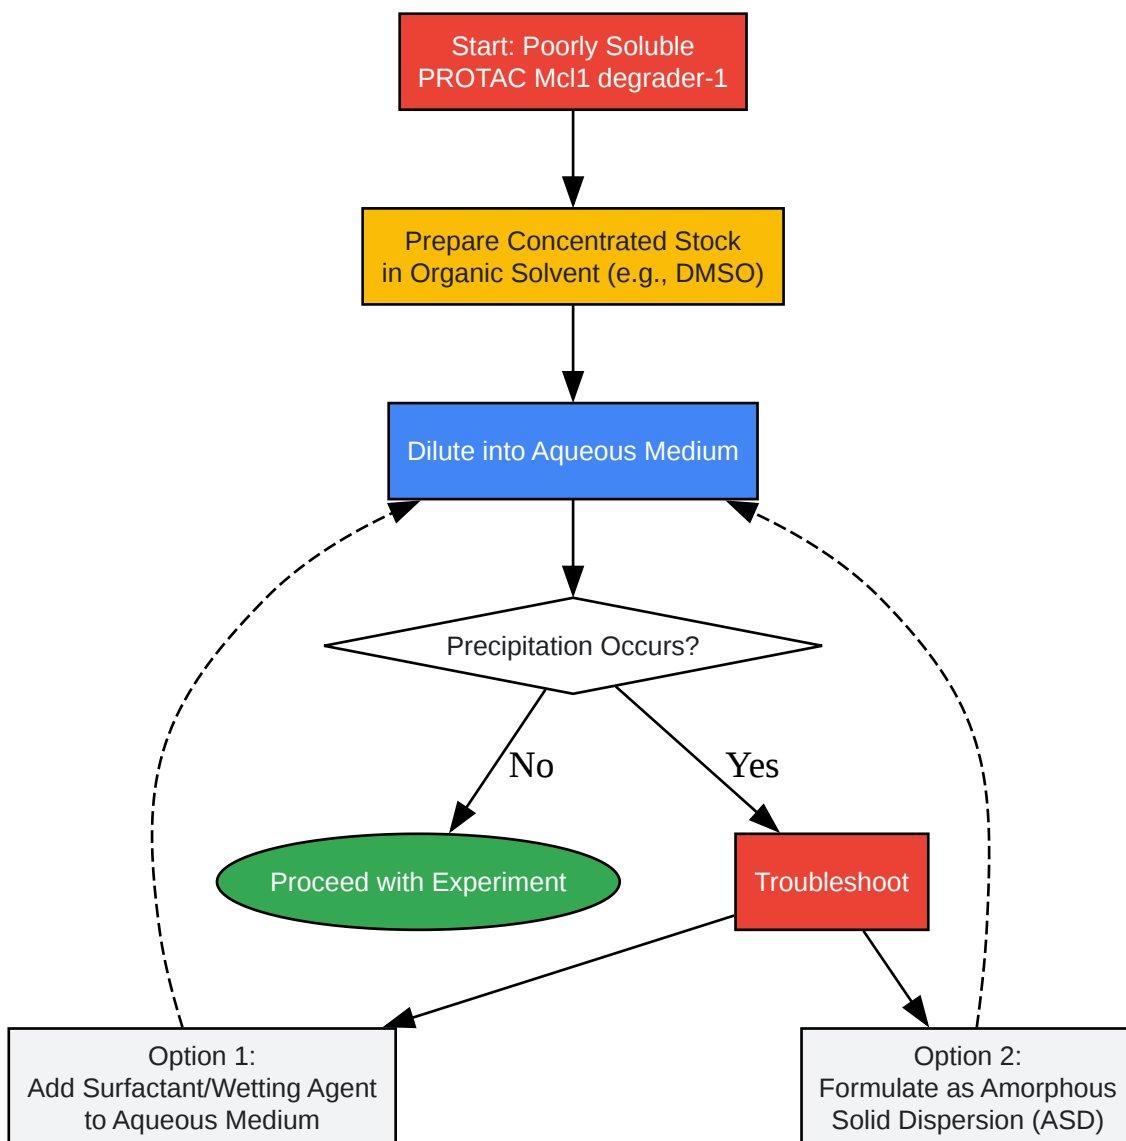 Start: Poorly Soluble
PROTAC Mcl1 degrader-1
Prepare Concentrated Stock
in Organic Solvent (e.g., DMSO)
Dilute into Aqueous Medium
Precipitation Occurs?
No
Yes
Proceed with Experiment
Troubleshoot
Option 1:
Add Surfactant/Wetting Agent
to Aqueous Medium
Option 2:
Formulate as Amorphous
Solid Dispersion (ASD)